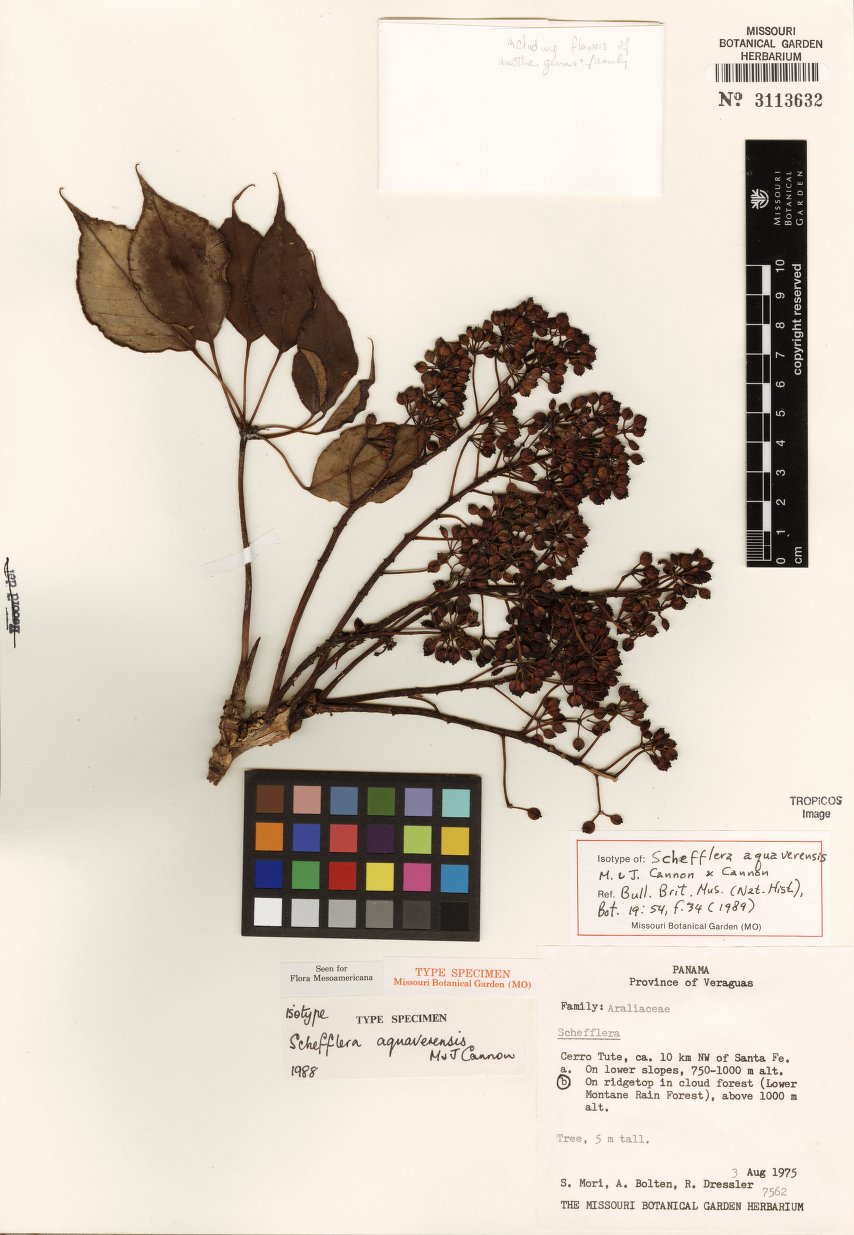 including flowers of
another genus + family
MISSOURI
BOTANICAL GARDEN
HERBARIUM
No 3113632
MISSOURI
BOTANICAL
GARDEN
copyright reserved
10
9
8
7
6
5
4
3
2
1
0
cm
Record det
TROPICOS
Image
Isotype of: Schefflera aquaverensis
M. & J. Cannon & Cannon
Ref. Bull. Brit. Mus. (Nat. Hist.),
Bot. 19: 54, f. 34 (1989)
Missouri Botanical Garden (MO)
Seen for
Flora Mesoamericana
TYPE SPECIMEN
Missouri Botanical Garden (MO)
Isotype TYPE SPECIMEN
Schefflera aquaverensis
M & J Cannon
1988
PANAMA
Province of Veraguas
Family: Araliaceae
Schefflera
Cerro Tute, ca. 10 km NW of Santa Fe.
a. On lower slopes, 750-1000 m alt.
b On ridgetop in cloud forest (Lower
Montane Rain Forest), above 1000 m
alt.
Tree, 5 m tall.
3 Aug 1975
S. Mori, A. Bolten, R. Dressler
7562
THE MISSOURI BOTANICAL GARDEN HERBARIUM